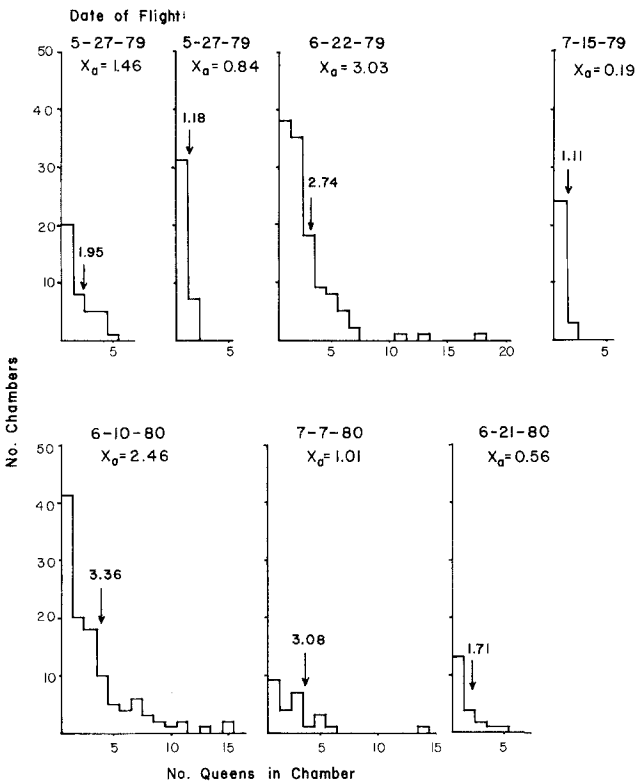 Date of Flight:
5-27-79 5-27-79 6-22-79 7-15-79
Xa=1.46 Xa=0.84 Xa=3.03 Xa=0.19
50
40
30
20
10
1.95
1.18
2.74
1.11
5 5 5 10 15 20 5
No. Chambers
6-10-80 7-7-80 6-21-80
Xa=2.46 Xa=1.01 Xa=0.56
50
40
30
20
10
3.36
3.08
1.71
5 10 15 5 10 15 5
No. Queens in Chamber